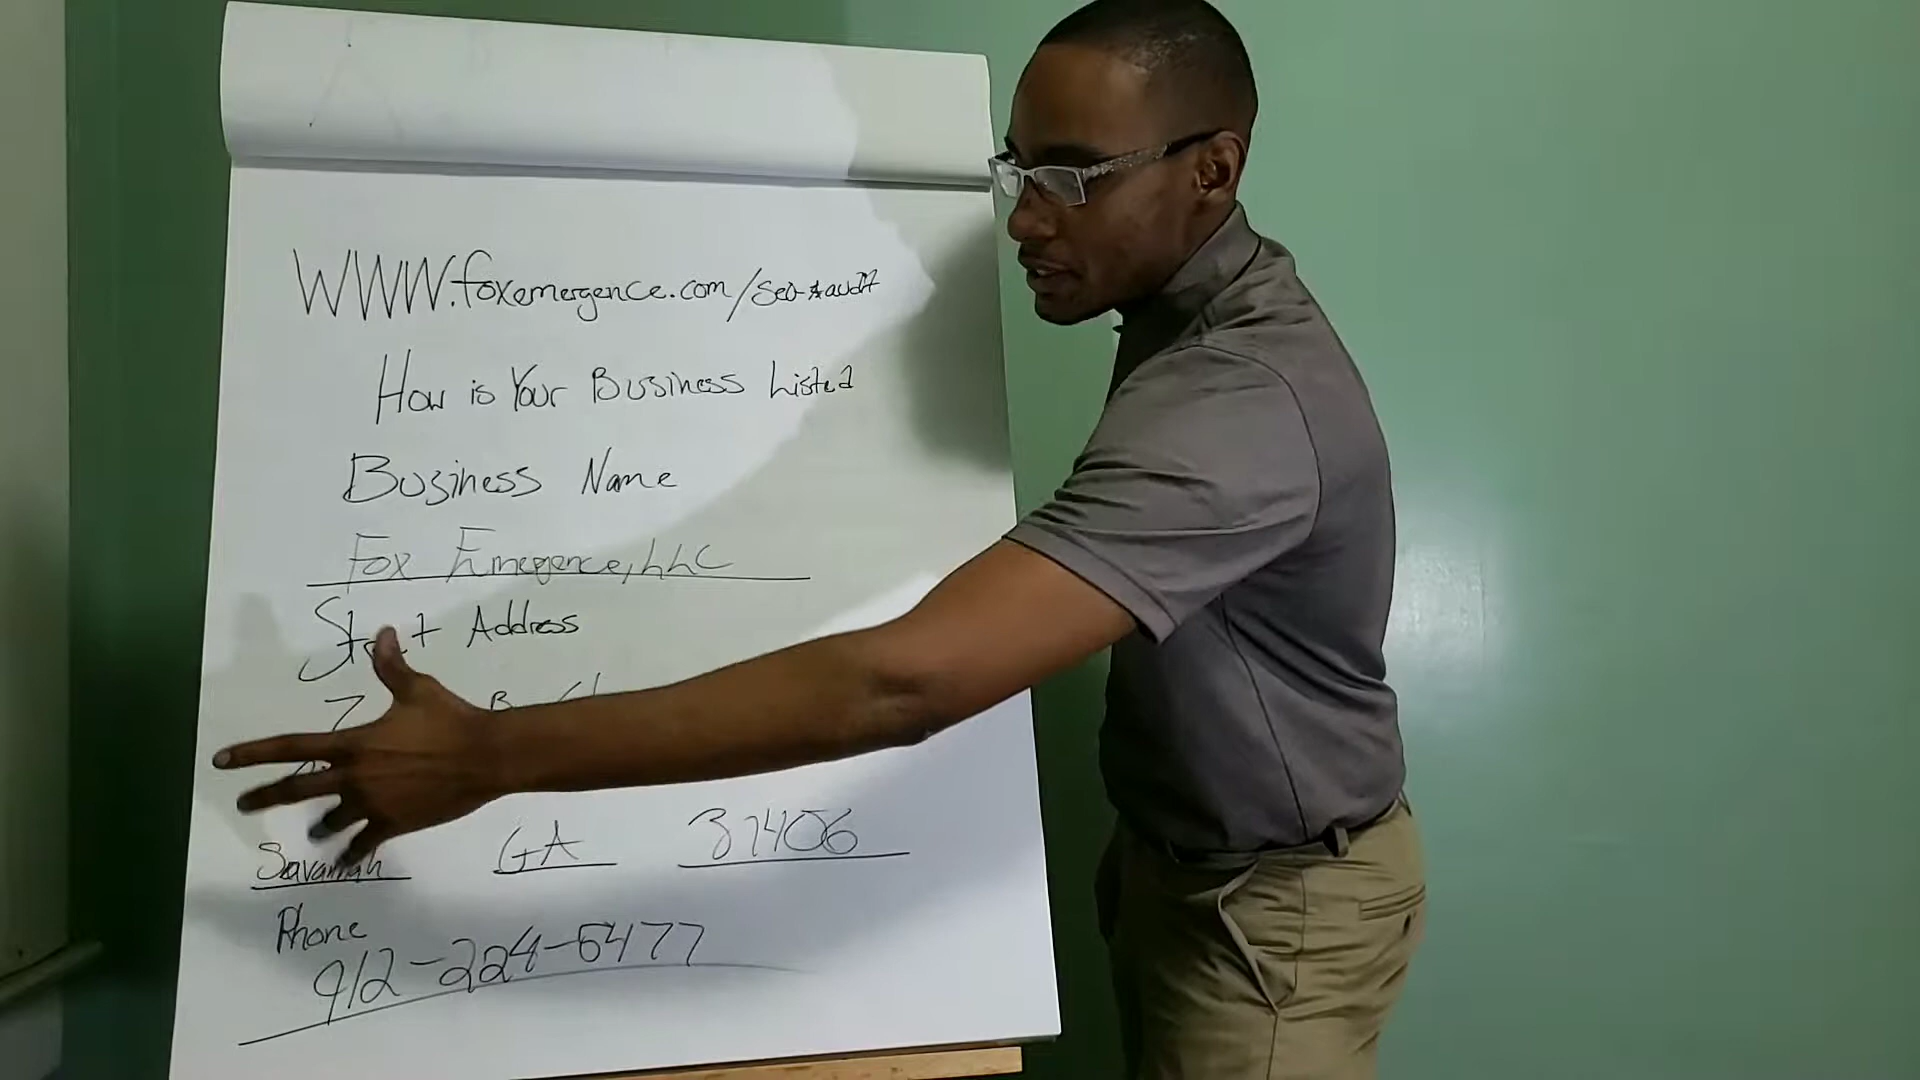 WWW.foxemergence.com/seo-audit
How is Your Business Listed
Business Name
Fox Emergence, LLC
Address
Savannah GA 31406
Phone
912-224-5477